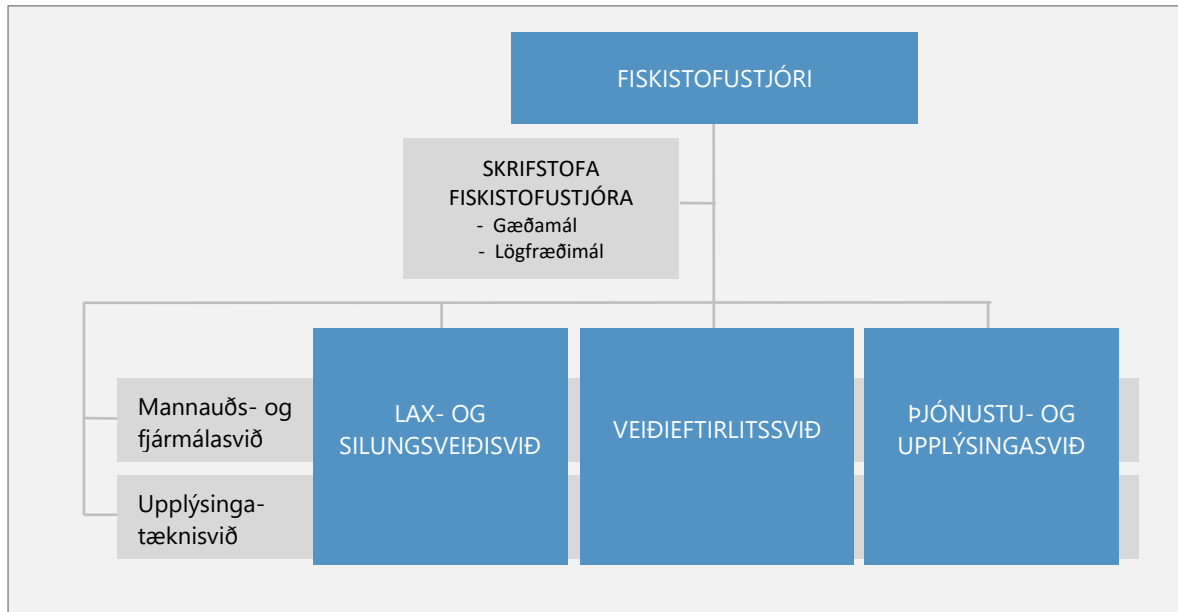 FISKISTOFUSTJÓRI
SKRIFSTOFA
FISKISTOFUSTJÓRA
- Gæðamál
- Lögfræðimál
Mannauðs- og
fjármálasvið
LAX- OG
SILUNGSVEIÐISVIÐ
VEIÐIEFTIRLITSSVIÐ
ÞJÓNUSTU- OG
UPPLÝSINGASVIÐ
Upplýsinga-
tæknisvið